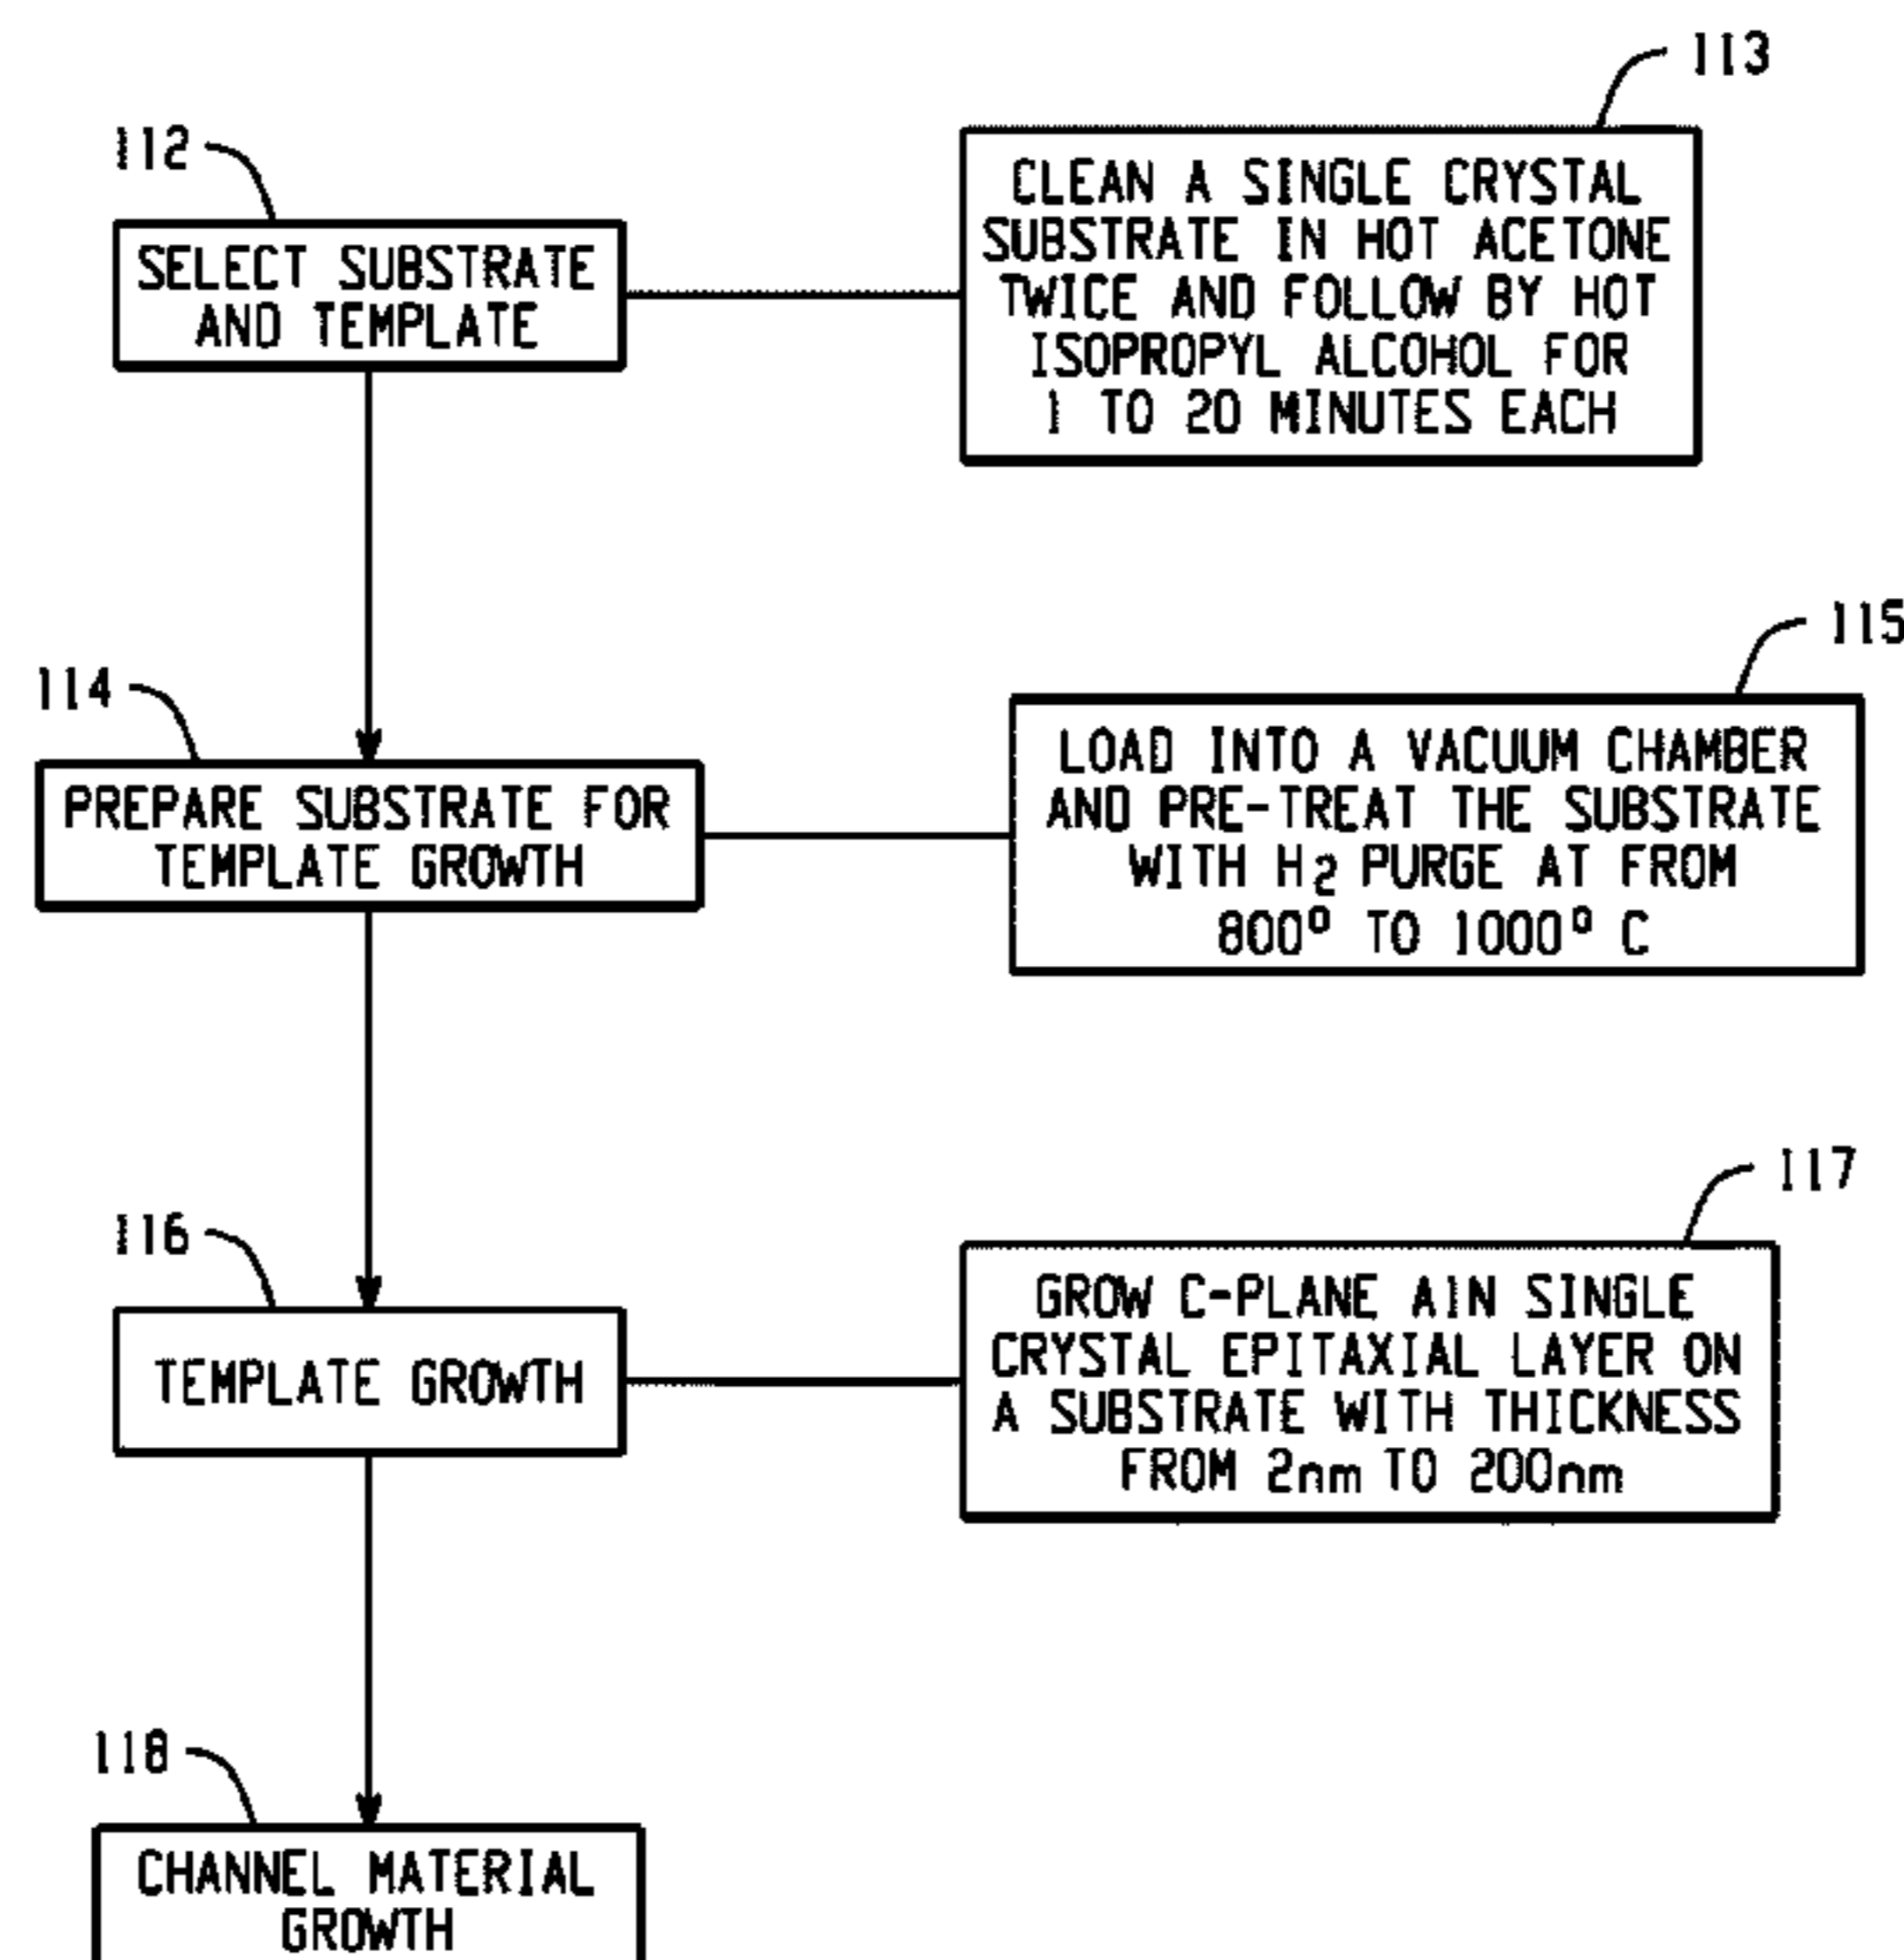 113
112
CLEAN A SINGLE CRYSTAL
SUBSTRATE IN HOT ACETONE
TWICE AND FOLLOW BY HOT
ISOPROPYL ALCOHOL FOR
1 TO 20 MINUTES EACH
SELECT SUBSTRATE
AND TEMPLATE
115
114
LOAD INTO A VACUUM CHAMBER
AND PRE-TREAT THE SUBSTRATE
WITH H₂ PURGE AT FROM
800° TO 1000° C
PREPARE SUBSTRATE FOR
TEMPLATE GROWTH
117
116
GROW C-PLANE AlN SINGLE
CRYSTAL EPITAXIAL LAYER ON
A SUBSTRATE WITH THICKNESS
FROM 2nm TO 200nm
TEMPLATE GROWTH
118
CHANNEL MATERIAL
GROWTH